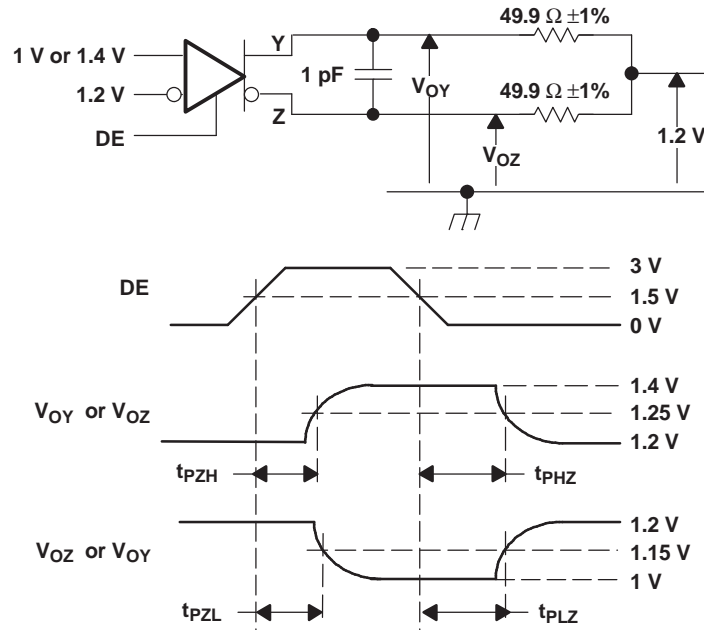 Y
49.9 Ω ±1%
1 V or 1.4 V
1 pF
V_OY
1.2 V
49.9 Ω ±1%
Z
DE
V_OZ
1.2 V
3 V
DE
1.5 V
0 V
1.4 V
V_OY or V_OZ
1.25 V
1.2 V
t_PZH
t_PHZ
1.2 V
V_OZ or V_OY
1.15 V
1 V
t_PZL
t_PLZ